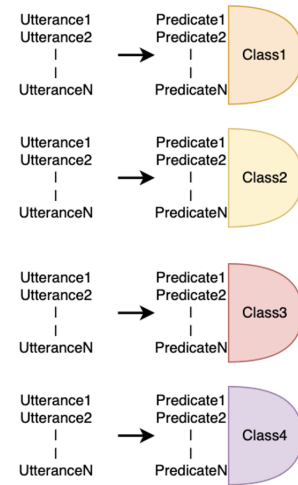 Utterance1
Utterance2
|
|
UtteranceN
Predicate1
Predicate2
|
|
PredicateN
Class1
Utterance1
Utterance2
|
|
UtteranceN
Predicate1
Predicate2
|
|
PredicateN
Class2
Utterance1
Utterance2
|
|
UtteranceN
Predicate1
Predicate2
|
|
PredicateN
Class3
Utterance1
Utterance2
|
|
UtteranceN
Predicate1
Predicate2
|
|
PredicateN
Class4